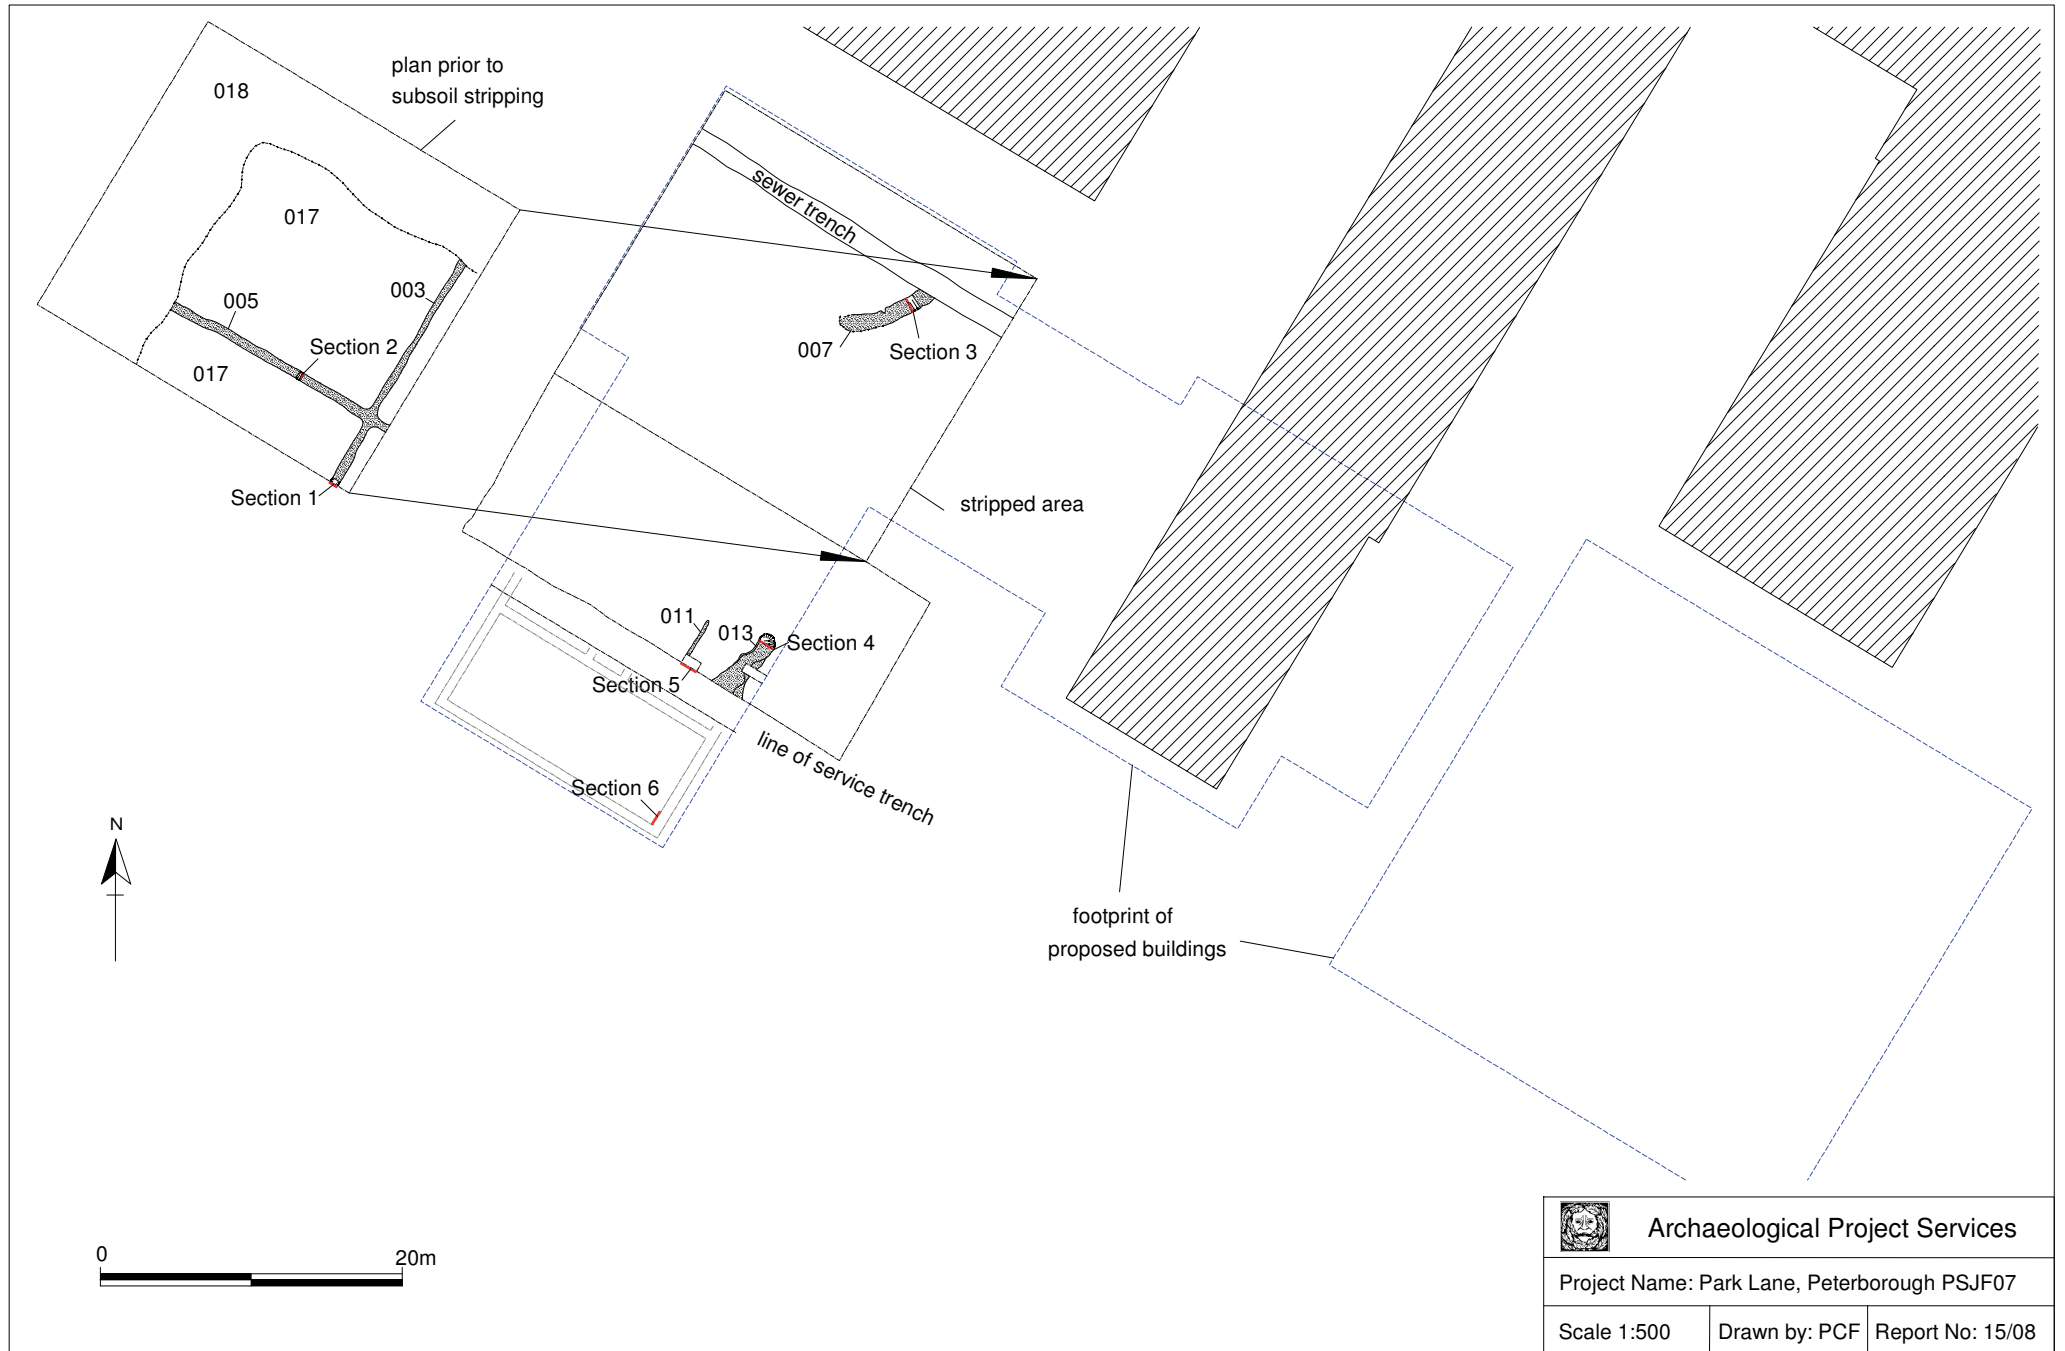 plan prior to
subsoil stripping
018
017
005
003
Section 2
017
Section 1
sewer trench
007
Section 3
stripped area
011
013
Section 4
Section 5
line of service trench
Section 6
N
footprint of
proposed buildings
0
20m
Archaeological Project Services
Project Name: Park Lane, Peterborough PSJF07
Scale 1:500
Drawn by: PCF
Report No: 15/08